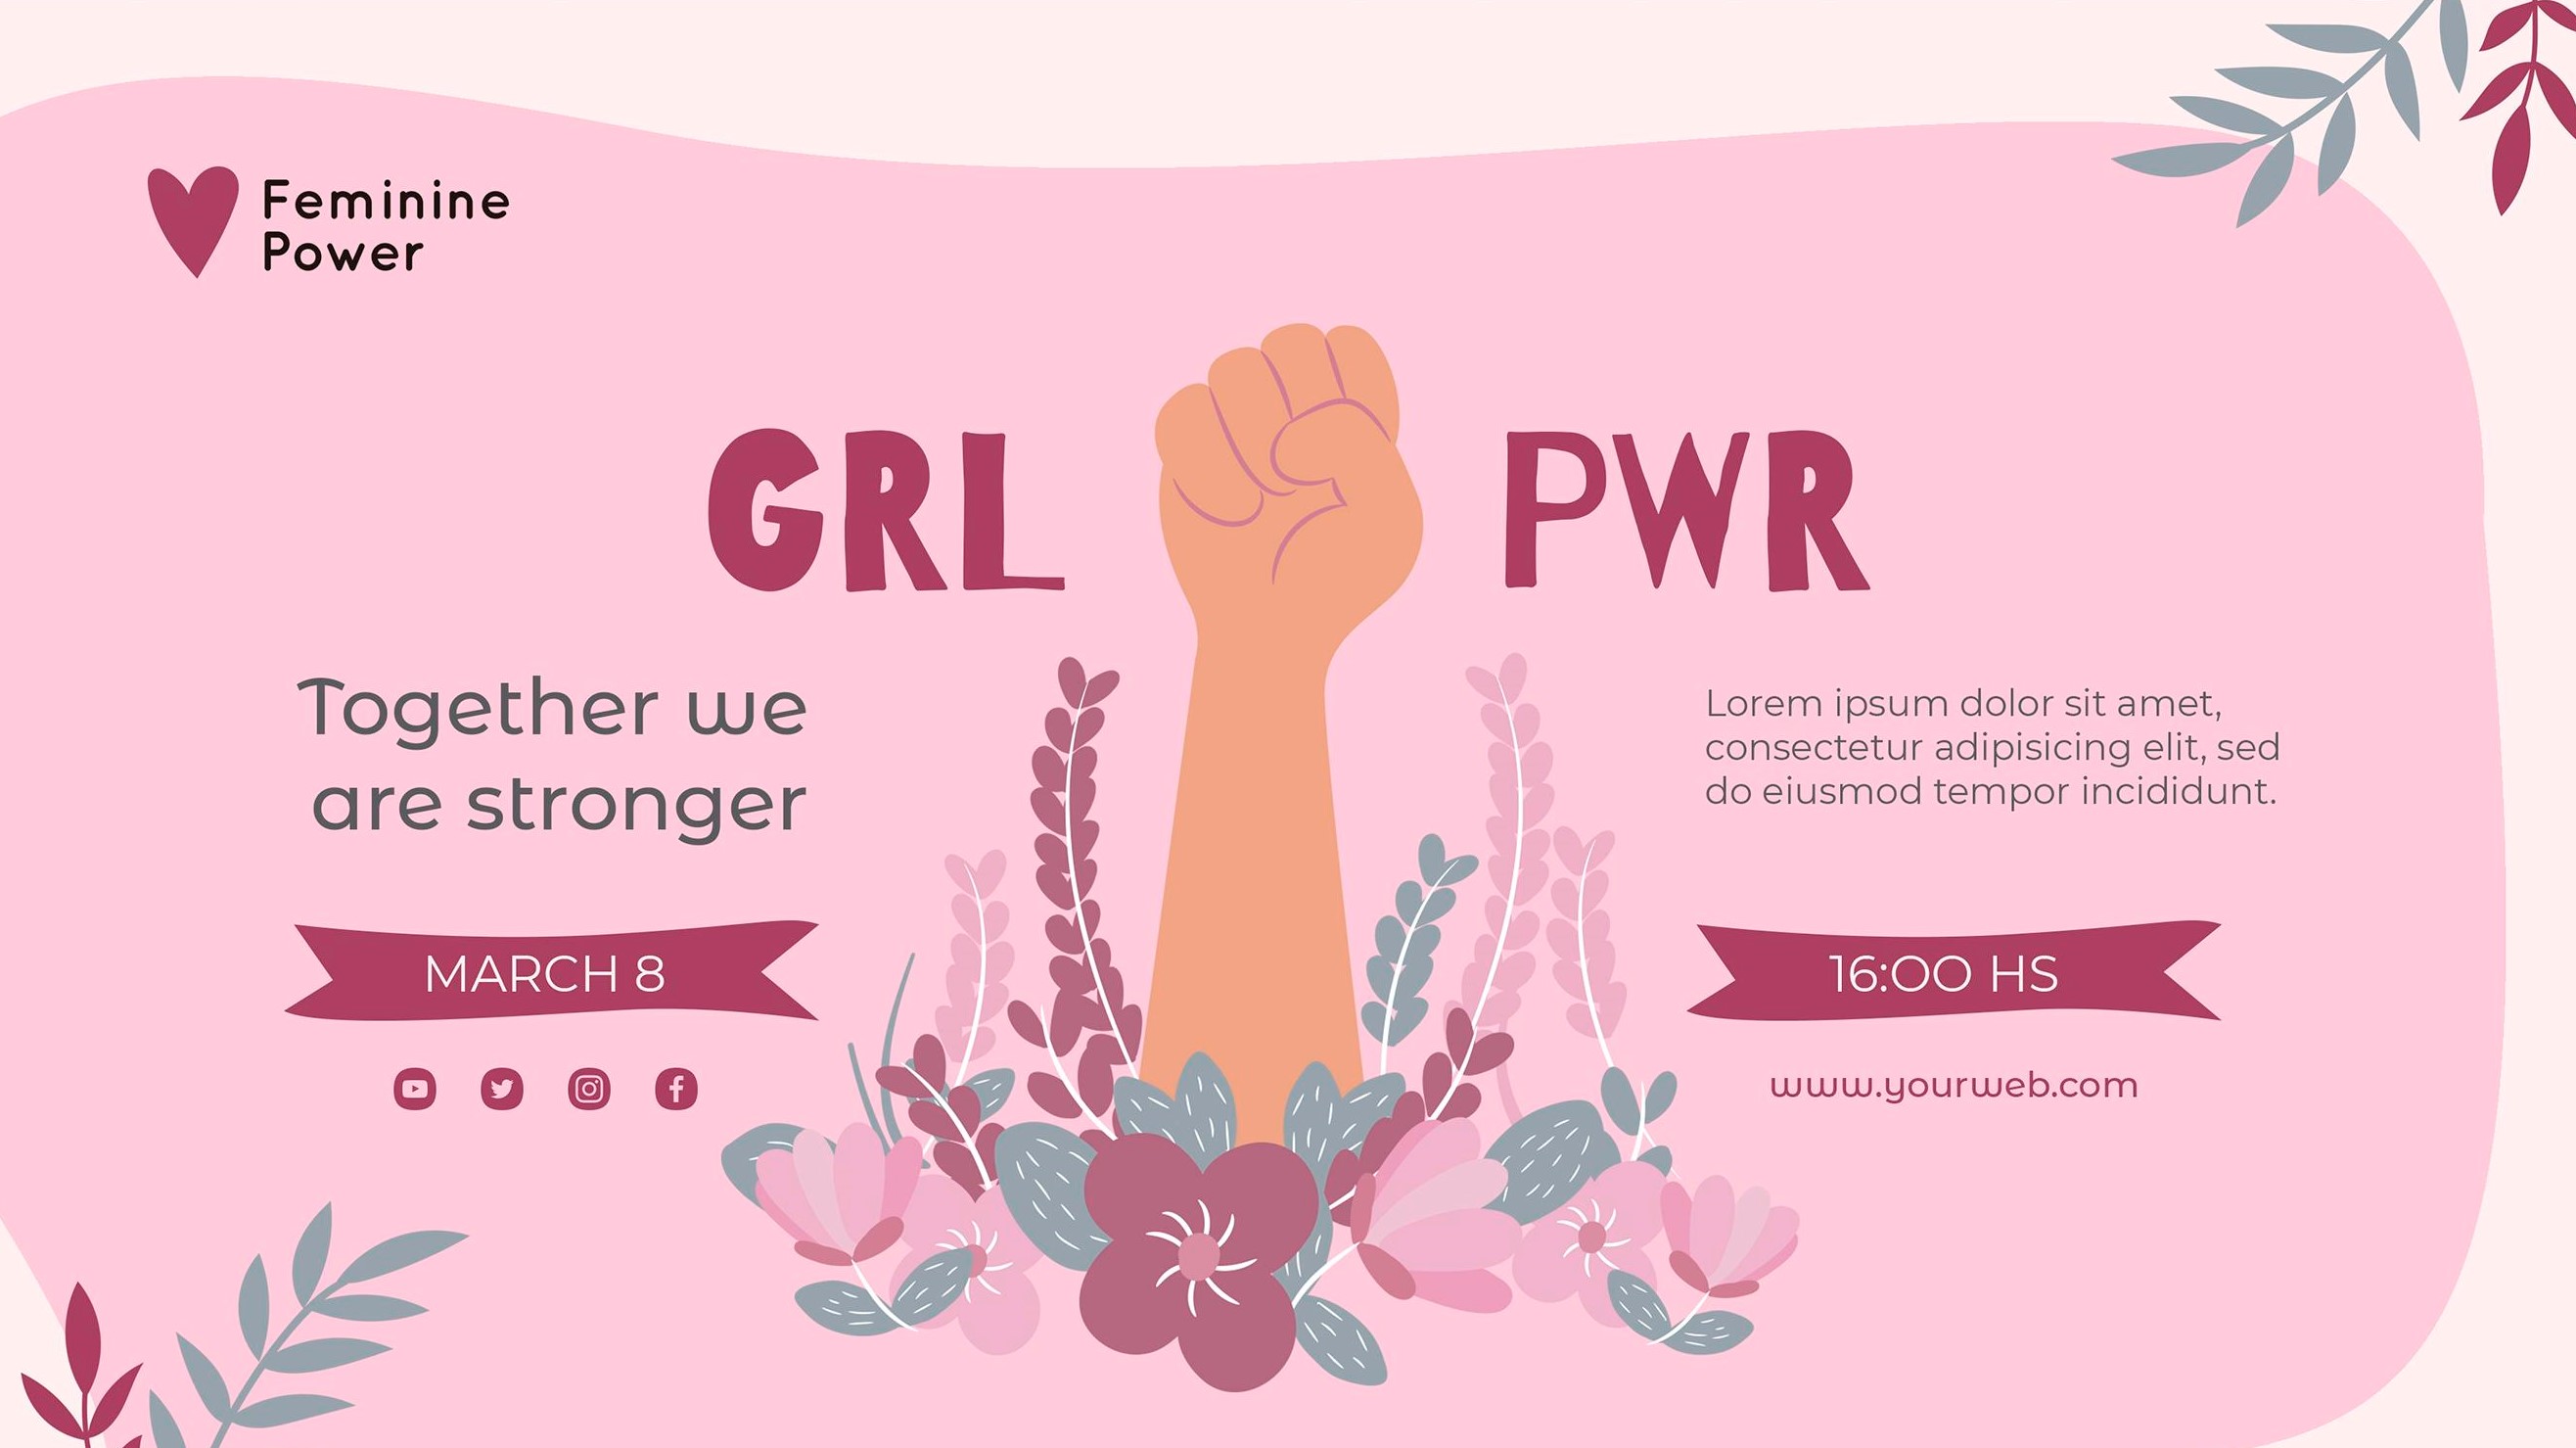 Feminine
Power
GRL PWR
Together we
are stronger
Lorem ipsum dolor sit amet,
consectetur adipisicing elit, sed
do eiusmod tempor incididunt.
MARCH 8
16:00 HS
www.yourweb.com